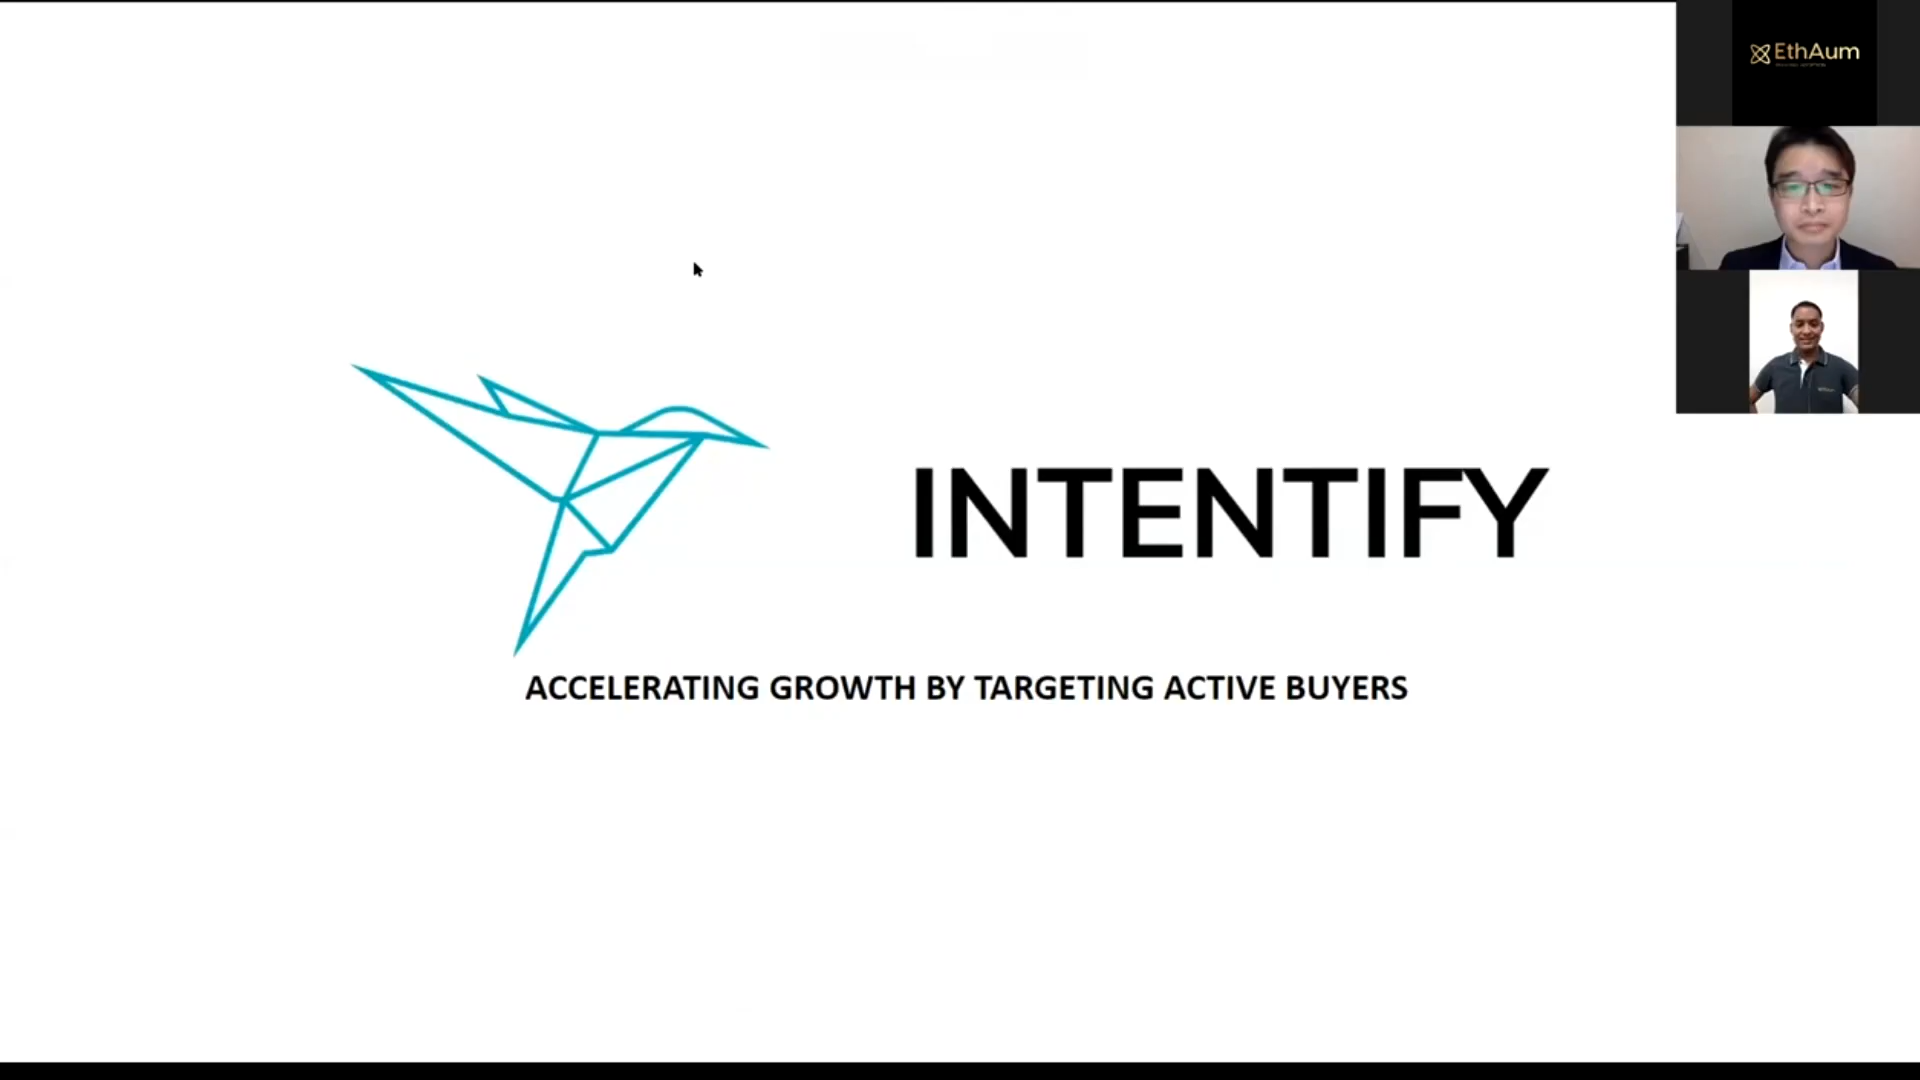 EthAum
INTENTIFY
ACCELERATING GROWTH BY TARGETING ACTIVE BUYERS